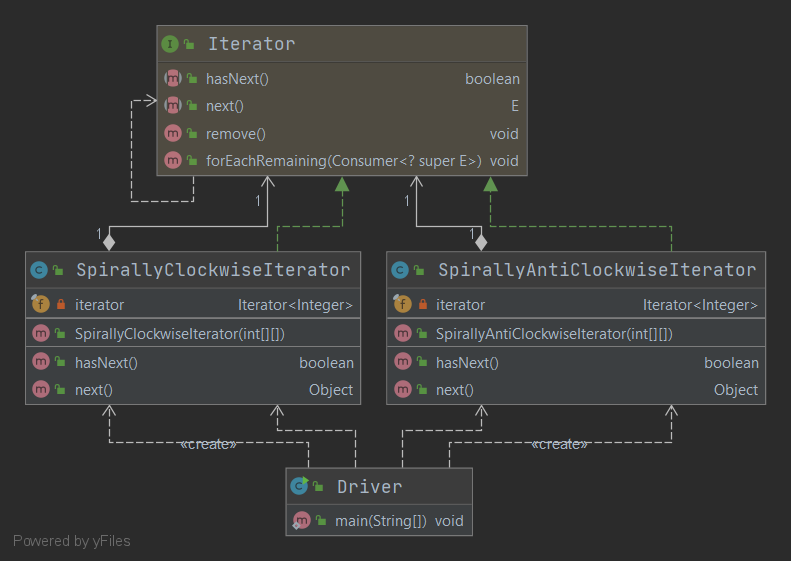 Iterator
hasNext() boolean
next() E
remove() void
forEachRemaining(Consumer<? super E>) void
1 1
1 1
SpirallyClockwiseIterator
iterator Iterator<Integer>
SpirallyClockwiseIterator(int[][])
hasNext() boolean
next() Object
SpirallyAntiClockwiseIterator
iterator Iterator<Integer>
SpirallyAntiClockwiseIterator(int[][])
hasNext() boolean
next() Object
«create» «create»
Driver
main(String[]) void
Powered by yFiles